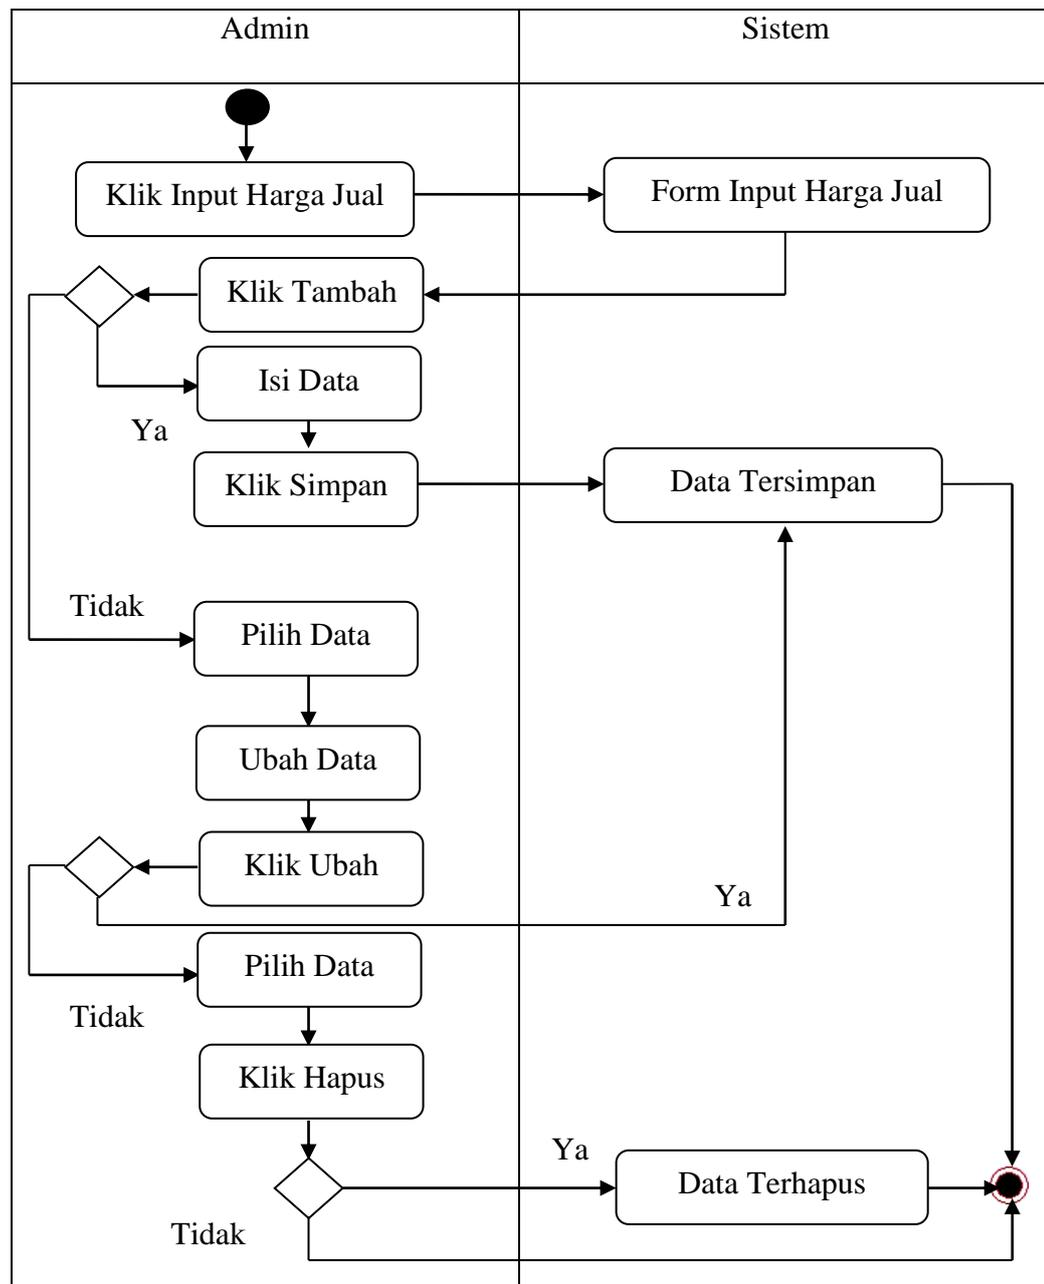 Admin
Sistem
Klik Input Harga Jual
Form Input Harga Jual
Klik Tambah
Isi Data
Ya
Klik Simpan
Data Tersimpan
Tidak
Pilih Data
Ubah Data
Klik Ubah
Ya
Pilih Data
Tidak
Klik Hapus
Ya
Data Terhapus
Tidak